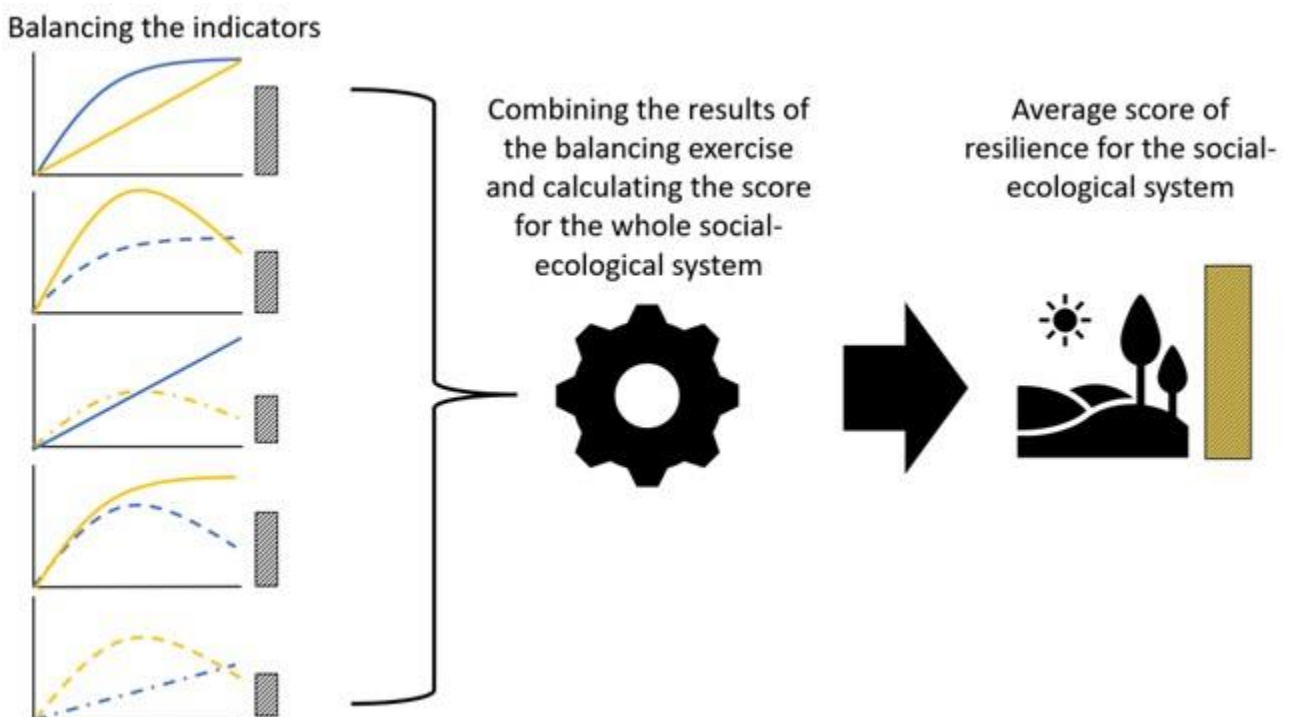 Balancing the indicators
Combining the results of
the balancing exercise
and calculating the score
for the whole social-
ecological system
Average score of
resilience for the social-
ecological system